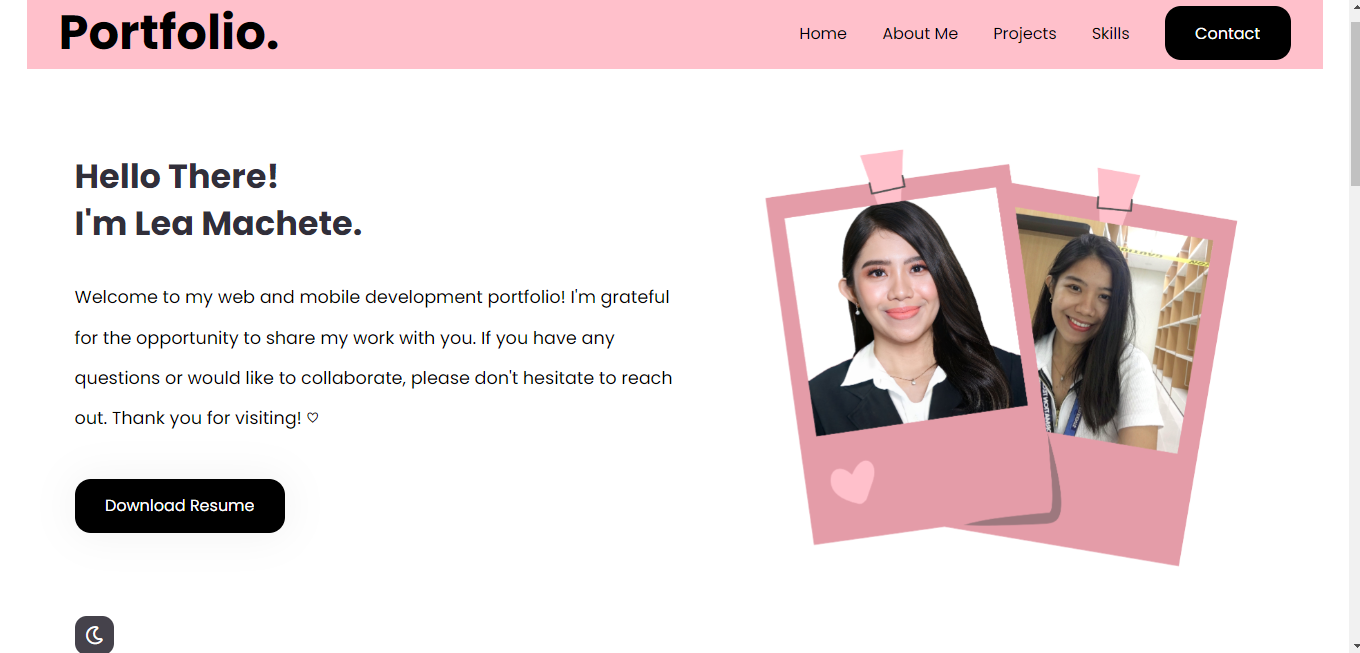 Portfolio.
Home
About Me
Projects
Skills
Contact
Hello There!
I'm Lea Machete.
Welcome to my web and mobile development portfolio! I'm grateful
for the opportunity to share my work with you. If you have any
questions or would like to collaborate, please don't hesitate to reach
out. Thank you for visiting! ♡
Download Resume